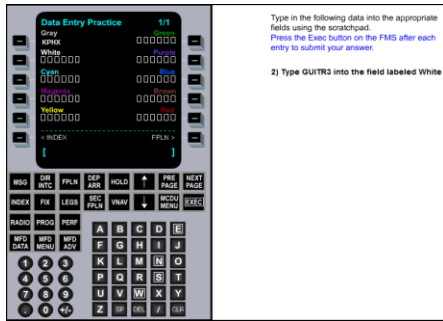 Data Entry Practice 1/1
Gray Green
KPHX
White Purple
Cyan Blue
Magenta Brown
Yellow Red
< INDEX FPLN >
[ ]
MSG DIR INTC FPLN DEP ARR HOLD ↑ PRE PAGE NEXT PAGE
INDEX FIX LEGS SEC FPLN VNAV ↓ MCDU MENU EXEC
RADIO PROG PERF
MFD DATA MFD MENU MFD ADV
A B C D E
F G H I J
1 2 3 K L M N O
4 5 6 P Q R S T
7 8 9 U V W X Y
. 0 +/- Z SP DEL / CLR
Type in the following data into the appropriate
fields using the scratchpad.
Press the Exec button on the FMS after each
entry to submit your answer.
2) Type GUITR3 into the field labeled White